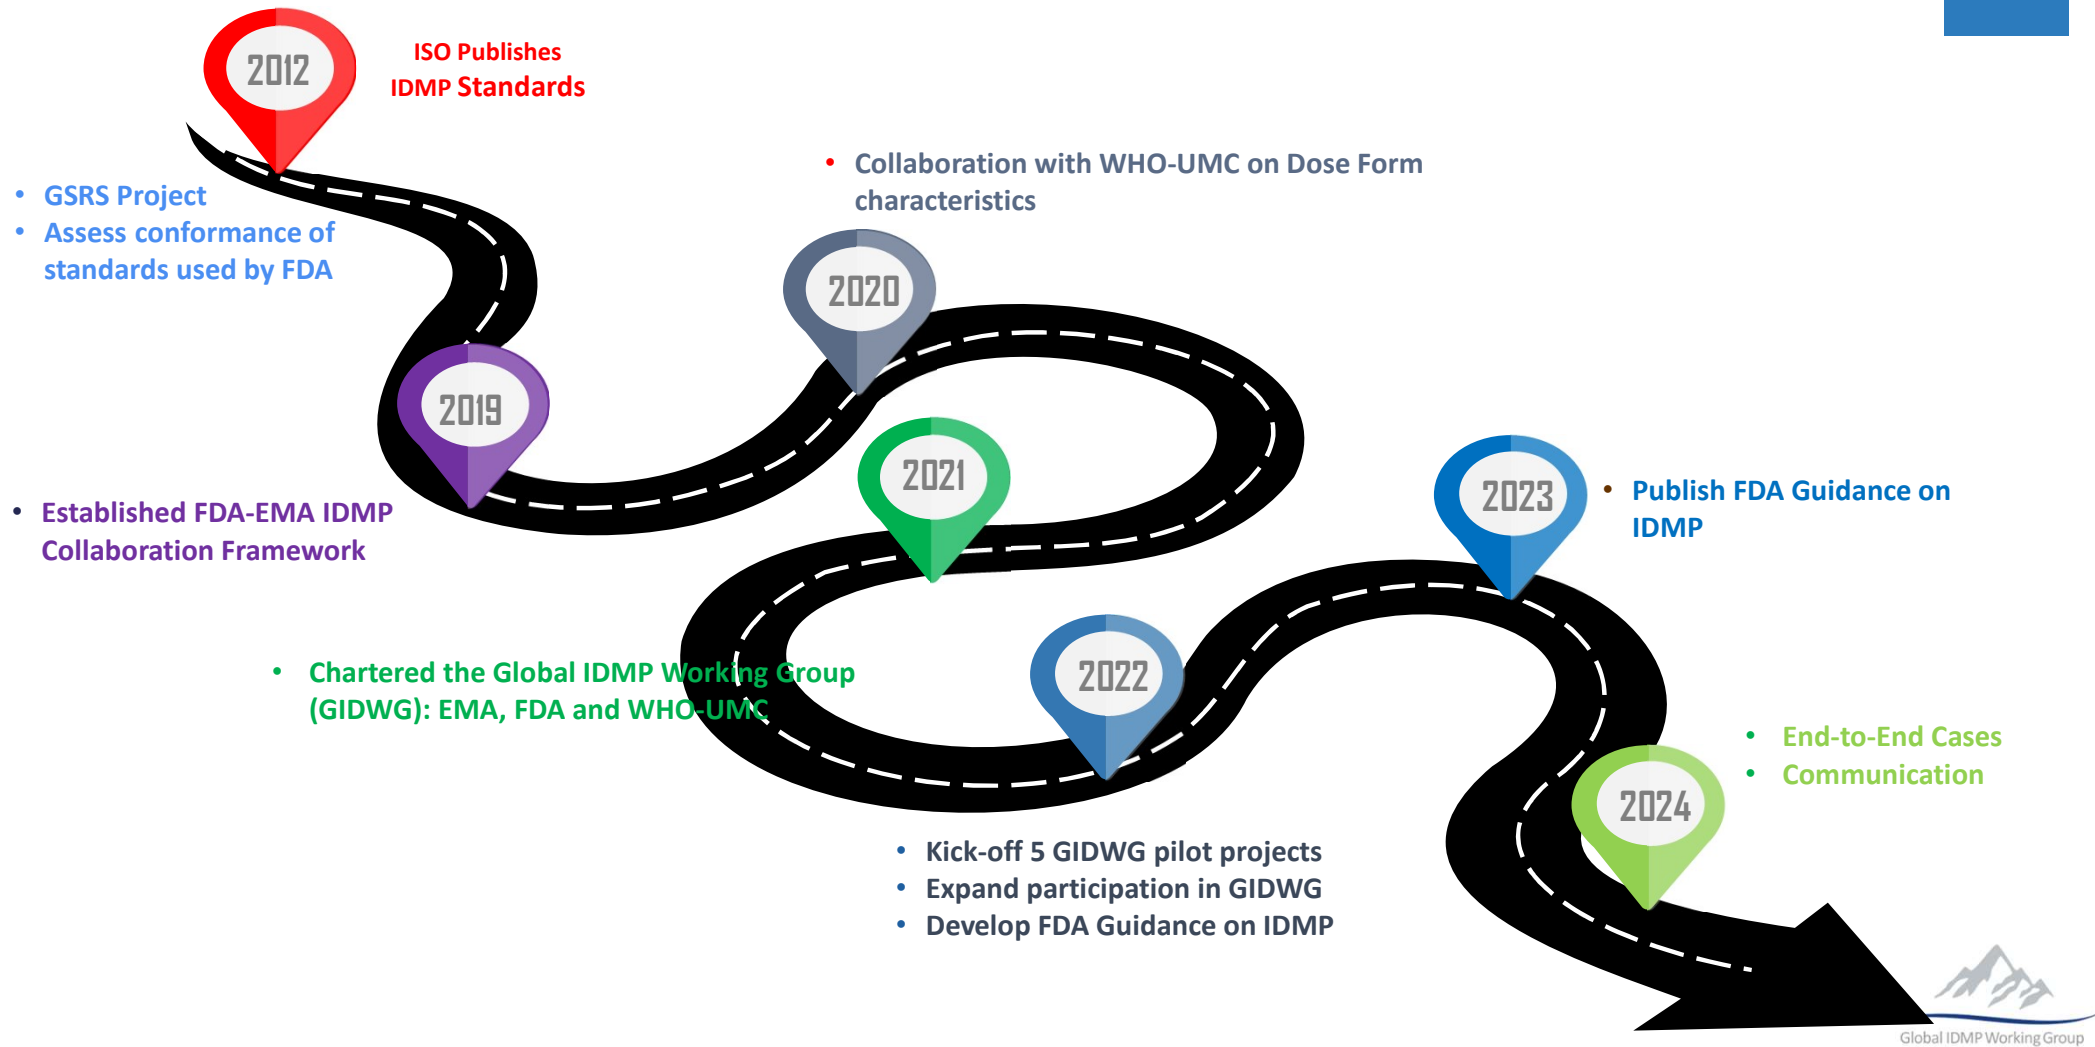 2012
ISO Publishes
IDMP Standards
• GSRS Project
• Assess conformance of
standards used by FDA
2019
• Established FDA-EMA IDMP
Collaboration Framework
2020
• Collaboration with WHO-UMC on Dose Form
characteristics
2021
• Chartered the Global IDMP Working Group
(GIDWG): EMA, FDA and WHO-UMC
2022
• Kick-off 5 GIDWG pilot projects
• Expand participation in GIDWG
• Develop FDA Guidance on IDMP
2023
• Publish FDA Guidance on
IDMP
2024
• End-to-End Cases
• Communication
Global IDMP Working Group